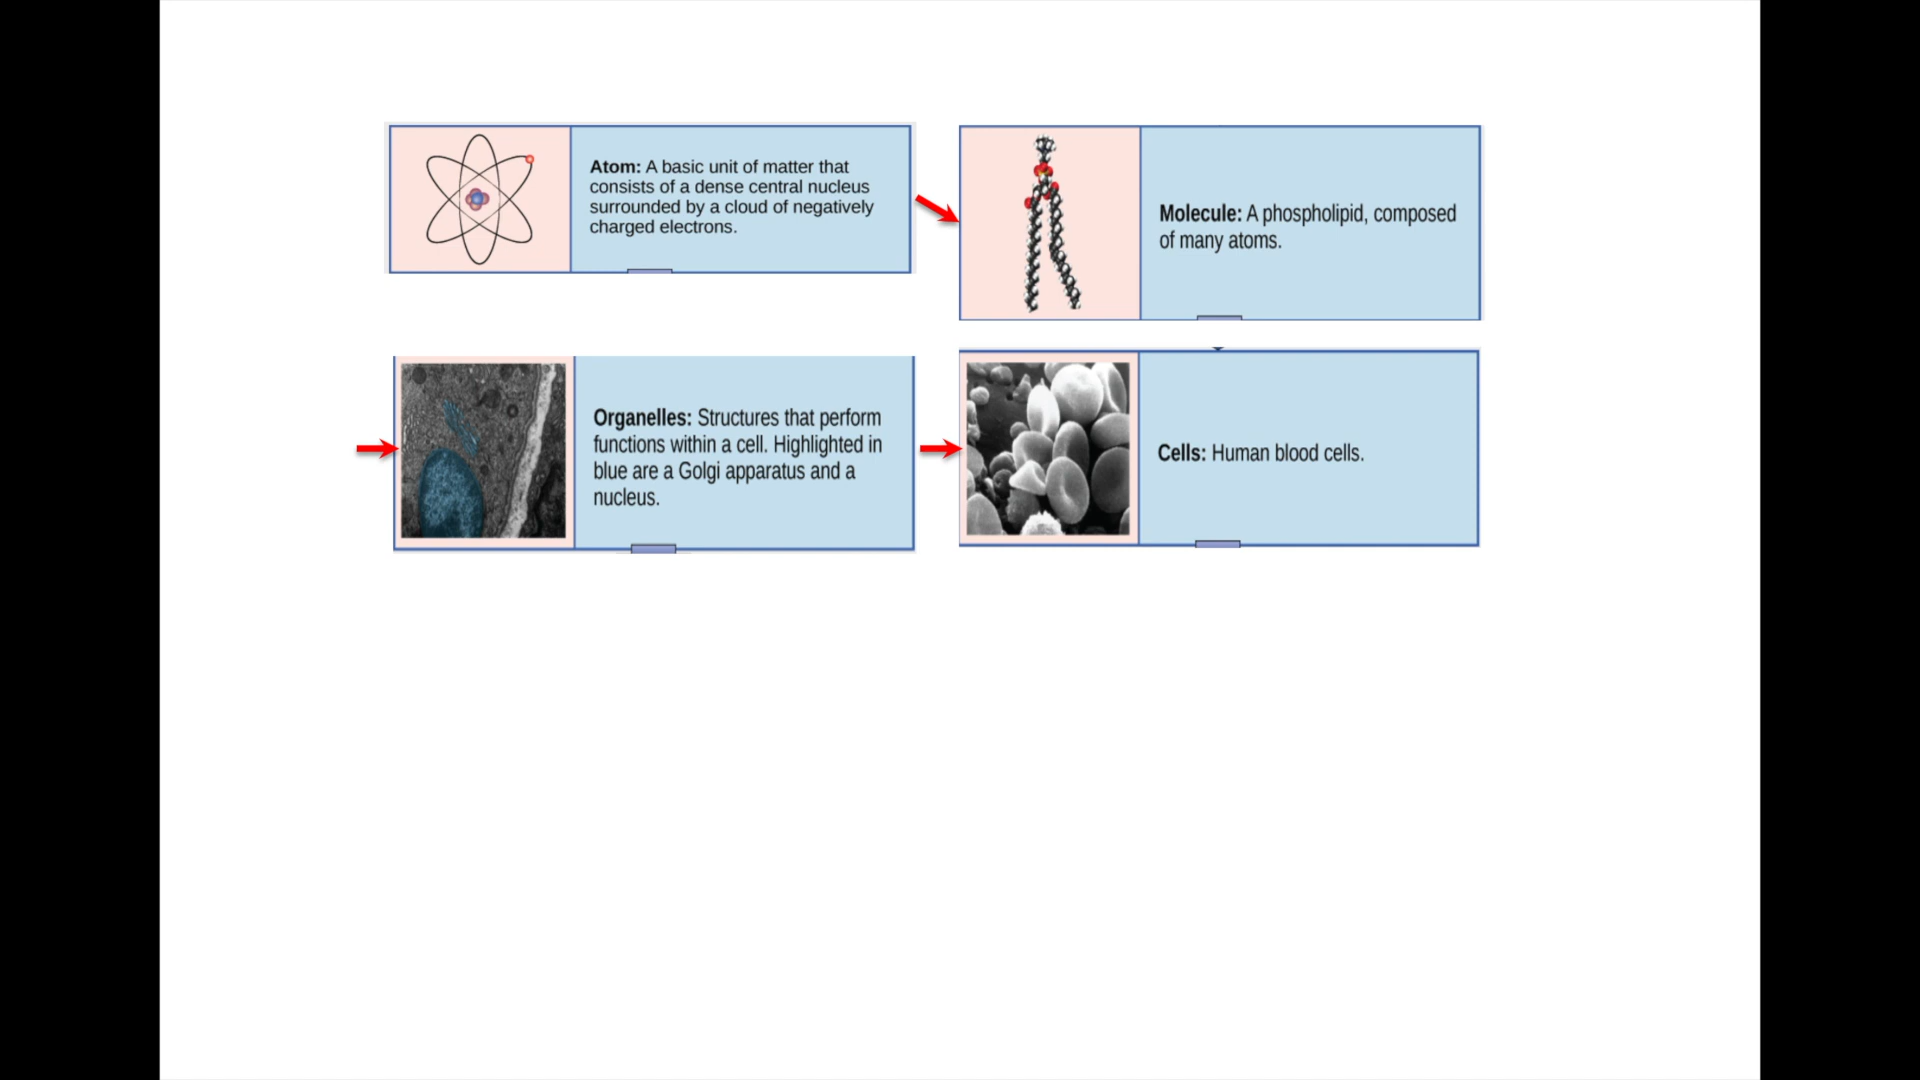 Atom: A basic unit of matter that
consists of a dense central nucleus
surrounded by a cloud of negatively
charged electrons.
Molecule: A phospholipid, composed
of many atoms.
Organelles: Structures that perform
functions within a cell. Highlighted in
blue are a Golgi apparatus and a
nucleus.
Cells: Human blood cells.